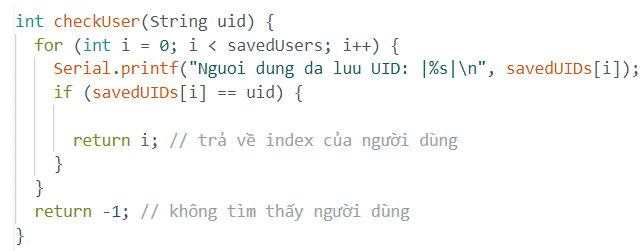 int checkUser(String uid) {
  for (int i = 0; i < savedUsers; i++) {
    Serial.printf("Nguoi dung da luu UID: |%s|\n", savedUIDs[i]);
    if (savedUIDs[i] == uid) {
      return i; // trả về index của người dùng
    }
  }
  return -1; // không tìm thấy người dùng
}